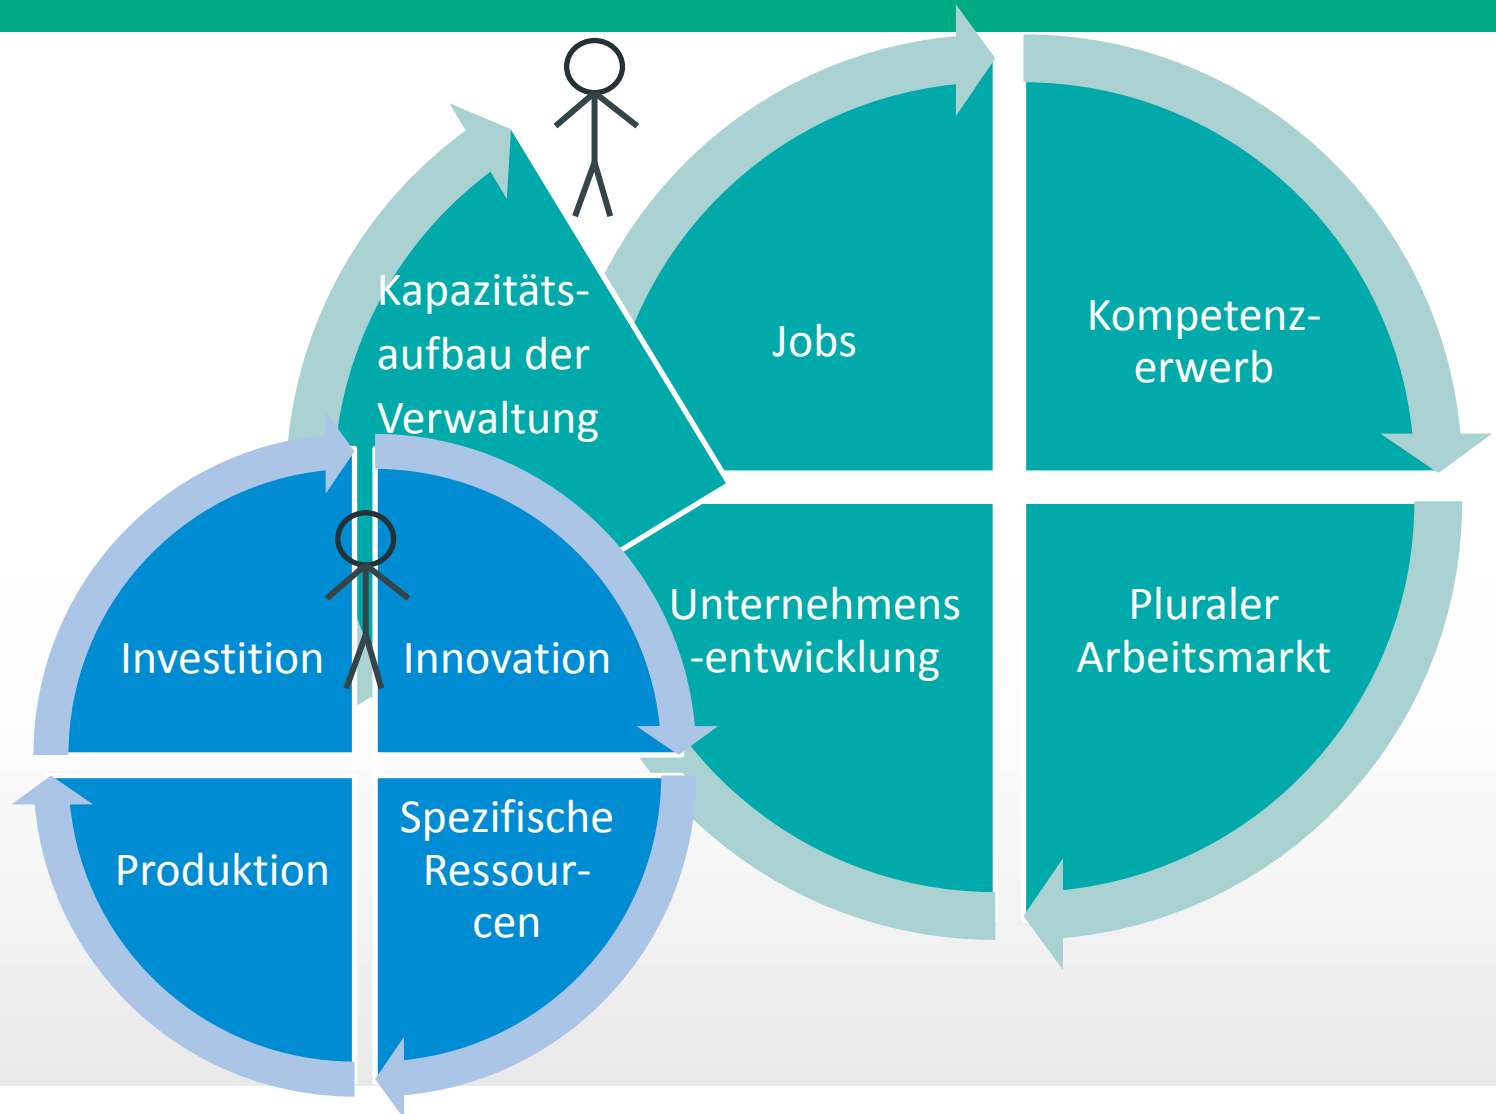 Kapazitäts-
aufbau der
Verwaltung
Jobs
Kompetenz-
erwerb
Unternehmens
-entwicklung
Pluraler
Arbeitsmarkt
Investition
Innovation
Produktion
Spezifische
Ressour-
cen